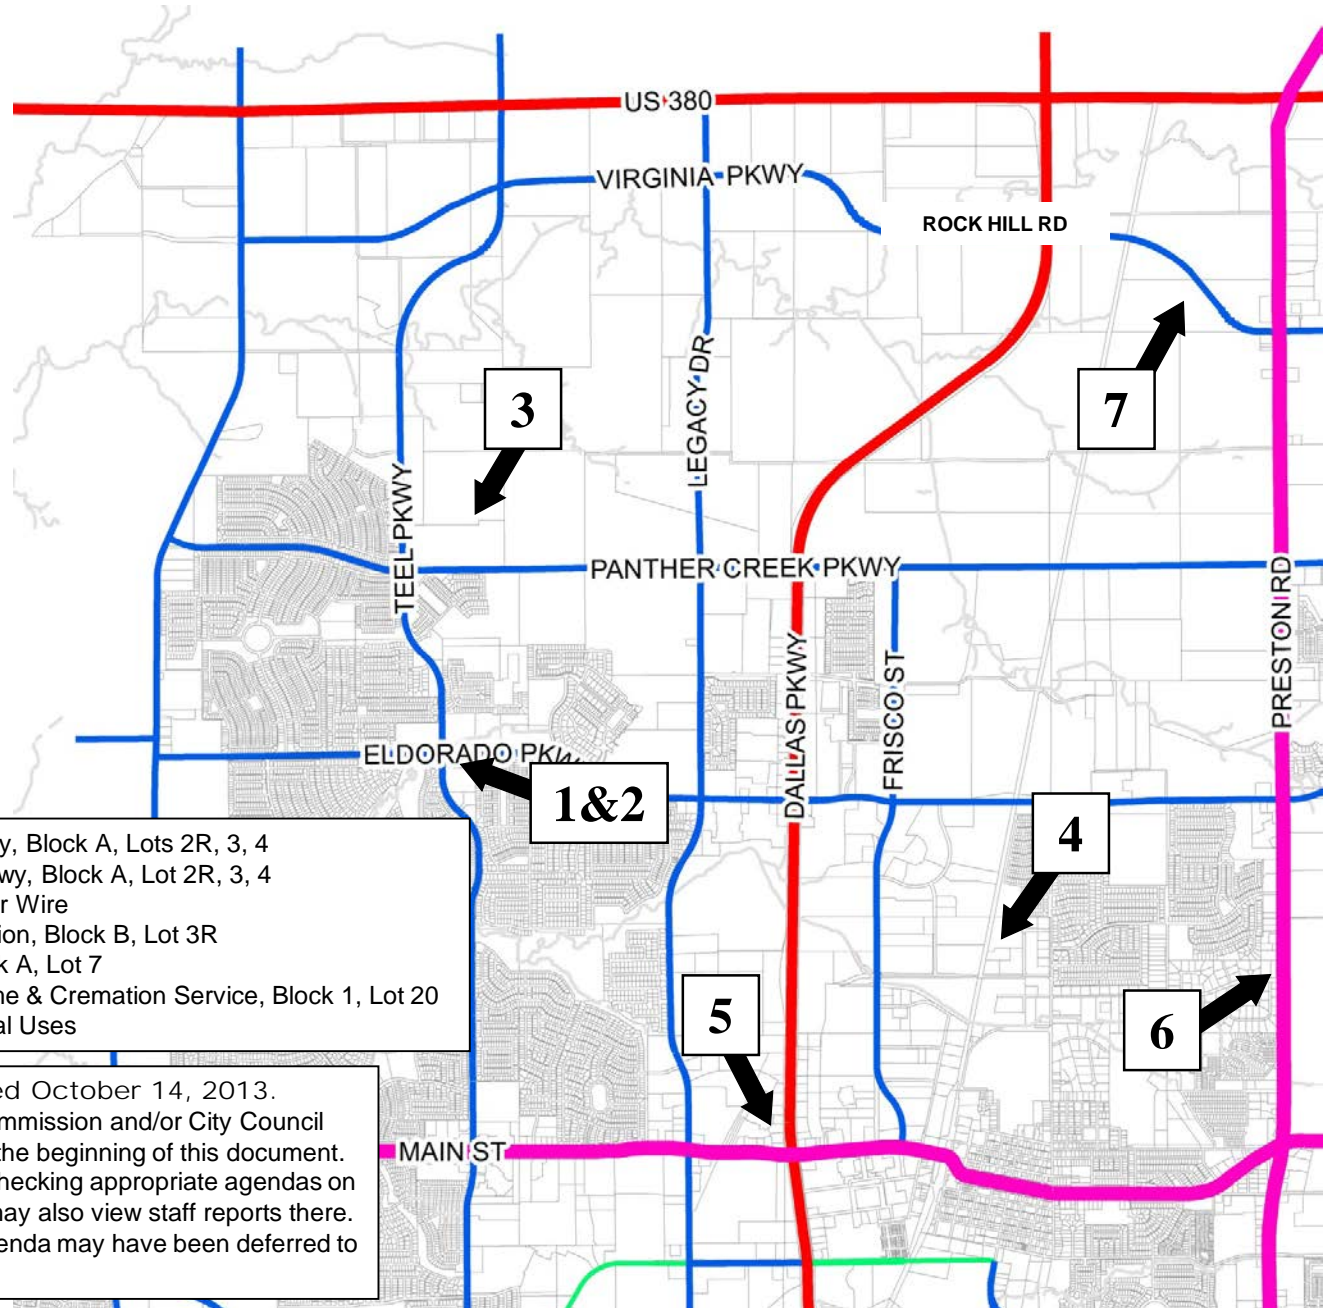 US 380
VIRGINIA PKWY
ROCK HILL RD
LEGACY DR
3
7
TEEL PKWY
PANTHER CREEK PKWY
PRESTON RD
DALLAS PKWY
FRISCO ST
ELDORADO PKW
1&2
4
y, Block A, Lots 2R, 3, 4
wy, Block A, Lot 2R, 3, 4
r Wire
ion, Block B, Lot 3R
k A, Lot 7
ne & Cremation Service, Block 1, Lot 20
al Uses
5
6
ed October 14, 2013.
ommission and/or City Council
the beginning of this document.
hecking appropriate agendas on
may also view staff reports there.
enda may have been deferred to
MAIN ST